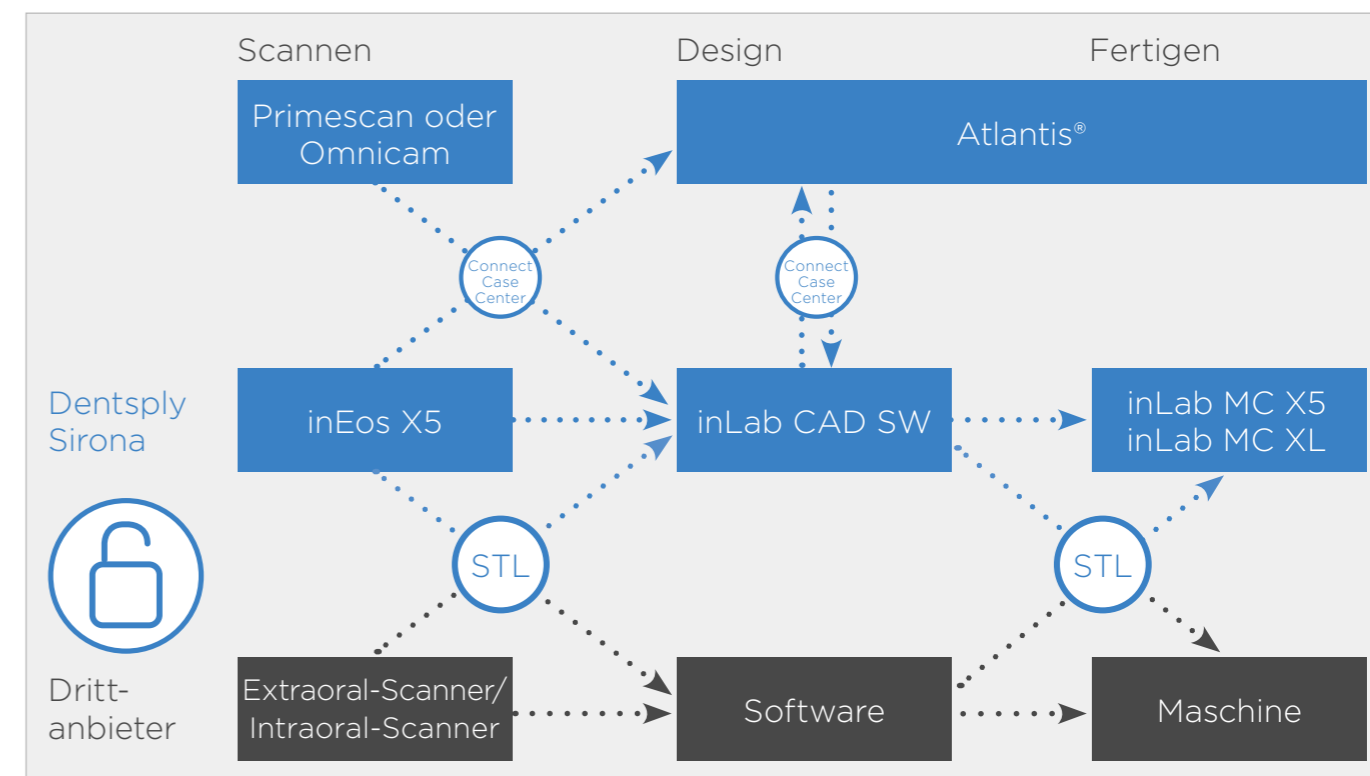 Scannen
Design
Fertigen
Primescan oder
Omnicam
Atlantis®
Connect
Case
Center
Connect
Case
Center
Dentsply
Sirona
inEos X5
inLab CAD SW
inLab MC X5
inLab MC XL
STL
STL
Dritt-
anbieter
Extraoral-Scanner/
Intraoral-Scanner
Software
Maschine